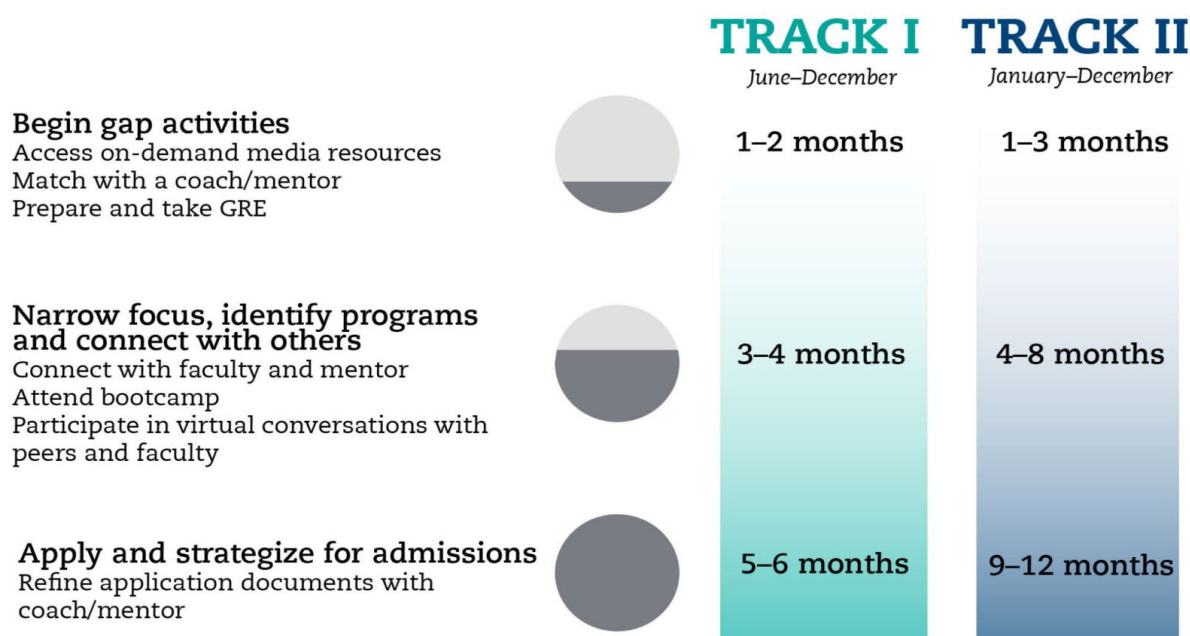 TRACK I
June–December
TRACK II
January–December
Begin gap activities
Access on-demand media resources
Match with a coach/mentor
Prepare and take GRE
1–2 months
1–3 months
Narrow focus, identify programs
and connect with others
Connect with faculty and mentor
Attend bootcamp
Participate in virtual conversations with
peers and faculty
3–4 months
4–8 months
Apply and strategize for admissions
Refine application documents with
coach/mentor
5–6 months
9–12 months